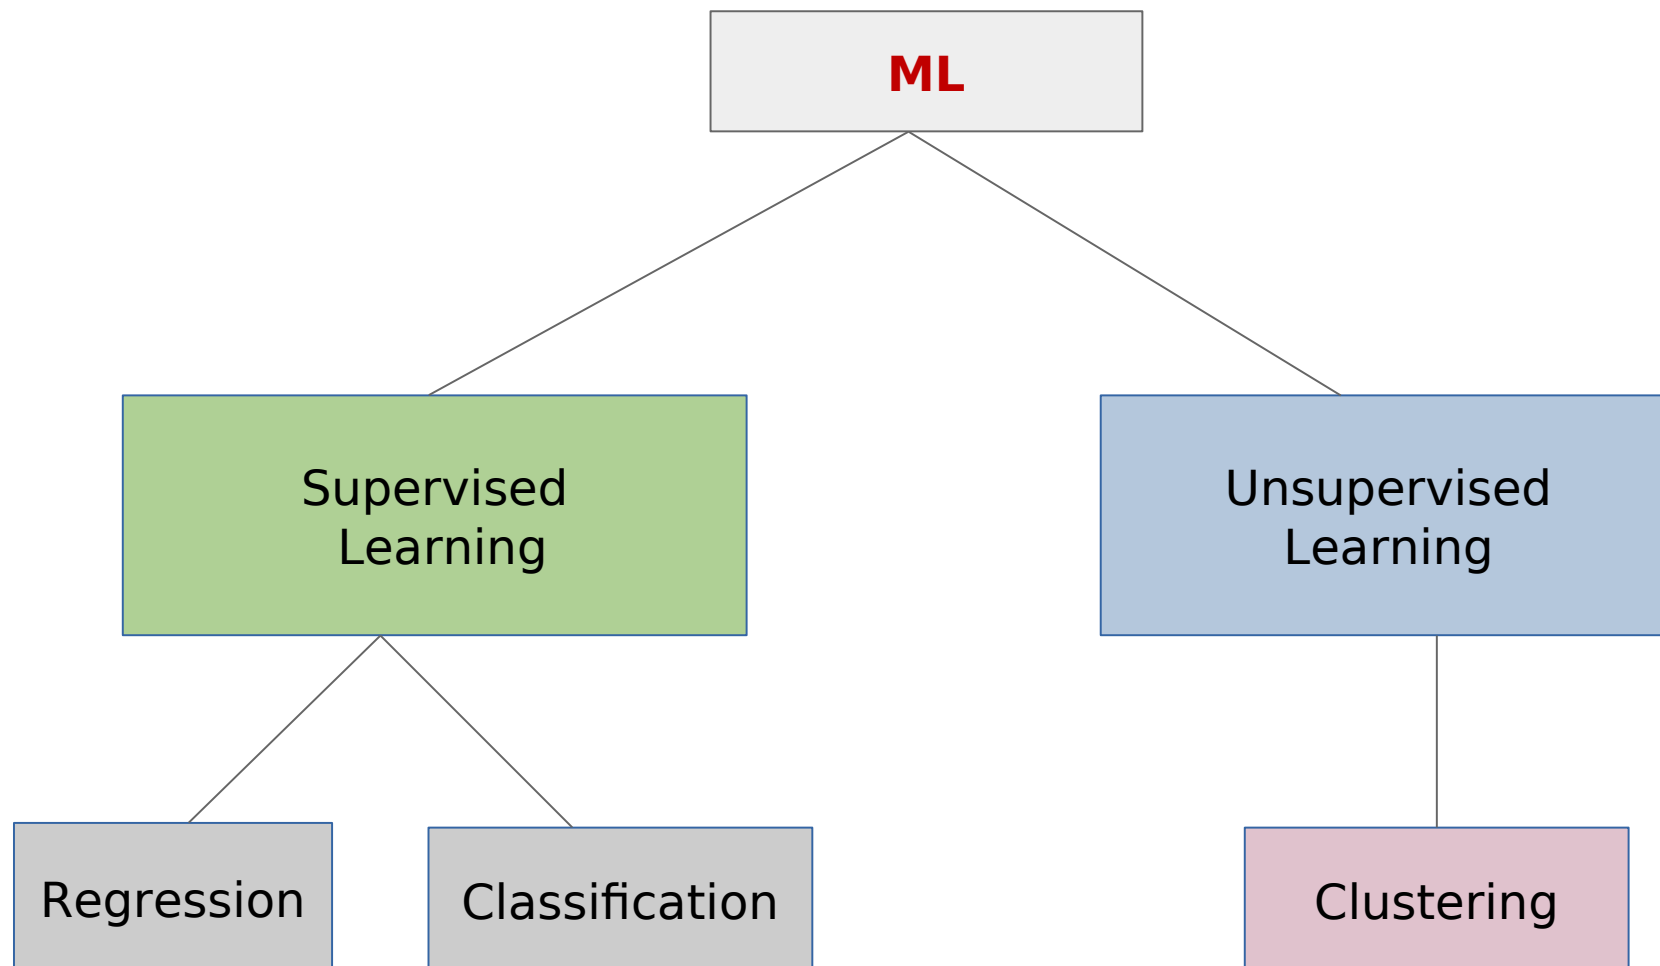 ML
Supervised
Learning
Unsupervised
Learning
Regression
Classification
Clustering